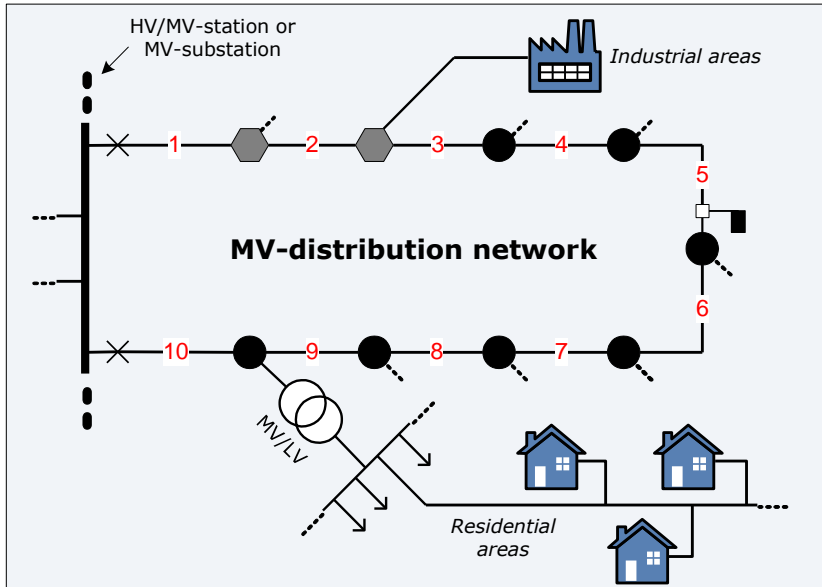 HV/MV-station or
MV-substation
Industrial areas
1
2
3
4
5
MV-distribution network
6
10
9
8
7
MV/LV
Residential
areas